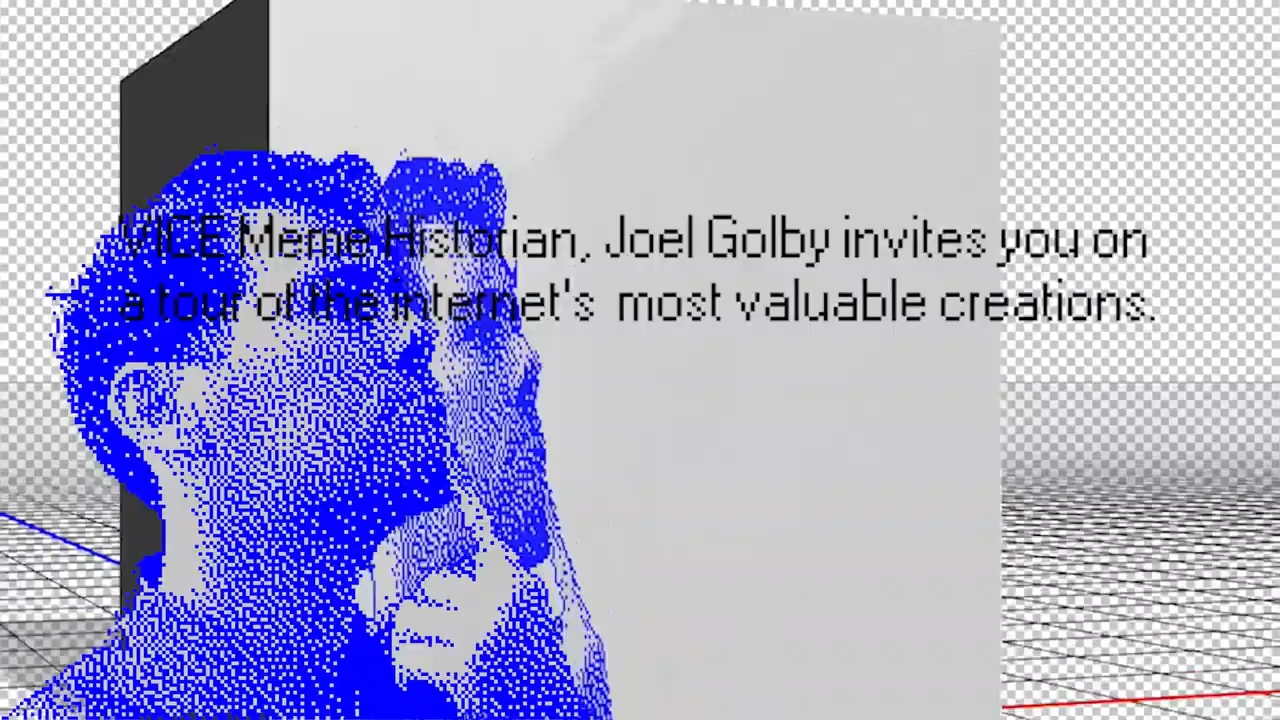 VICE Meme Historian, Joel Golby invites you on
a tour of the internet's most valuable creations.